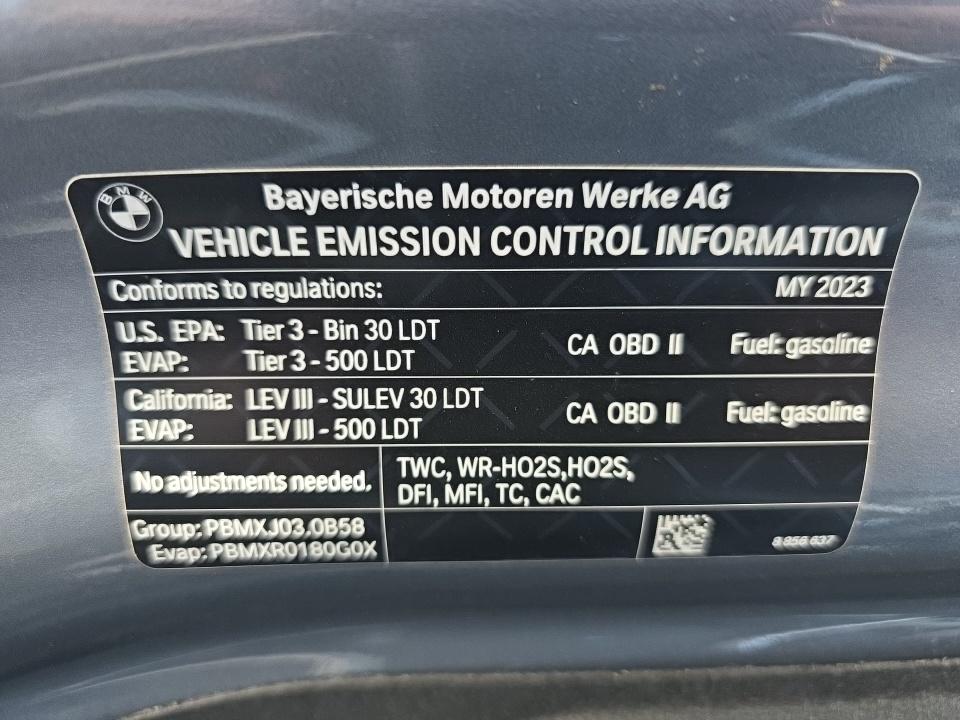 BMW
Bayerische Motoren Werke AG
VEHICLE EMISSION CONTROL INFORMATION
Conforms to regulations: MY 2023
U.S. EPA: Tier 3 - Bin 30 LDT
EVAP: Tier 3 - 500 LDT
CA OBD II Fuel: gasoline
California: LEV III - SULEV 30 LDT
EVAP: LEV III - 500 LDT
CA OBD II Fuel: gasoline
No adjustments needed.
TWC, WR-HO2S,HO2S,
DFI, MFI, TC, CAC
Group: PBMXJ03.0B58
Evap: PBMXR0180G0X
8 856 637